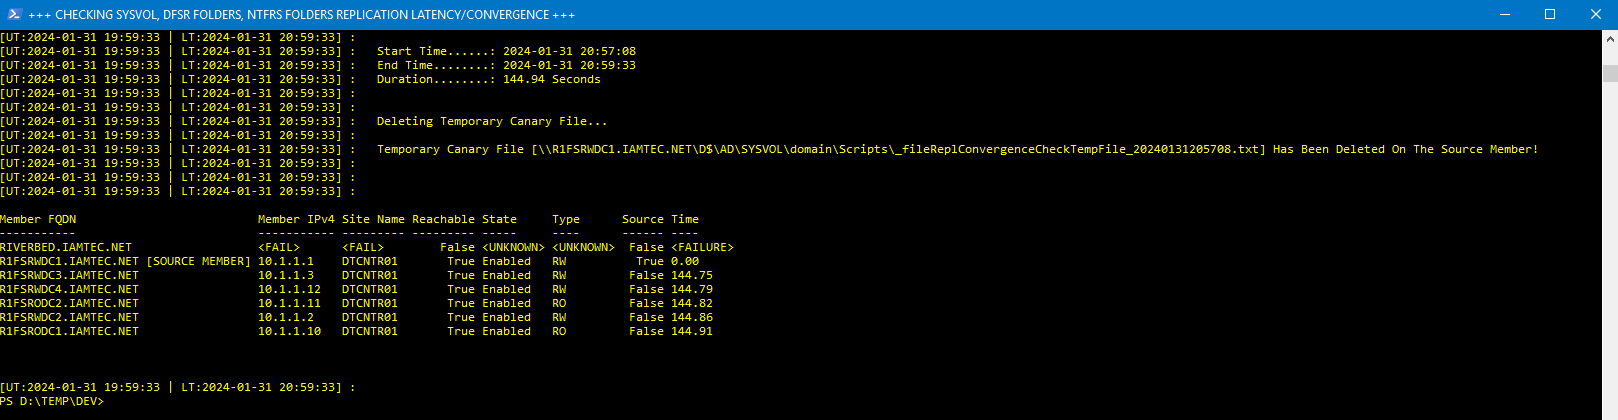 +++ CHECKING SYSVOL, DFSR FOLDERS, NTFRS FOLDERS REPLICATION LATENCY/CONVERGENCE +++
[UT:2024-01-31 19:59:33 | LT:2024-01-31 20:59:33] :
[UT:2024-01-31 19:59:33 | LT:2024-01-31 20:59:33] :   Start Time......: 2024-01-31 20:57:08
[UT:2024-01-31 19:59:33 | LT:2024-01-31 20:59:33] :   End Time........: 2024-01-31 20:59:33
[UT:2024-01-31 19:59:33 | LT:2024-01-31 20:59:33] :   Duration........: 144.94 Seconds
[UT:2024-01-31 19:59:33 | LT:2024-01-31 20:59:33] :
[UT:2024-01-31 19:59:33 | LT:2024-01-31 20:59:33] :
[UT:2024-01-31 19:59:33 | LT:2024-01-31 20:59:33] :   Deleting Temporary Canary File...
[UT:2024-01-31 19:59:33 | LT:2024-01-31 20:59:33] :
[UT:2024-01-31 19:59:33 | LT:2024-01-31 20:59:33] :   Temporary Canary File [\\R1FSRWDC1.IAMTEC.NET\D$\AD\SYSVOL\domain\Scripts\_fileReplConvergenceCheckTempFile_20240131205708.txt] Has Been Deleted On The Source Member!
[UT:2024-01-31 19:59:33 | LT:2024-01-31 20:59:33] :
[UT:2024-01-31 19:59:33 | LT:2024-01-31 20:59:33] :
[UT:2024-01-31 19:59:33 | LT:2024-01-31 20:59:33] :
Member FQDN                          Member IPv4 Site Name Reachable State     Type      Source Time
-----------                          ----------- --------- --------- -----     ----      ------ ----
RIVERBED.IAMTEC.NET                  <FAIL>      <FAIL>        False <UNKNOWN> <UNKNOWN>  False <FAILURE>
R1FSRWDC1.IAMTEC.NET [SOURCE MEMBER] 10.1.1.1    DTCNTR01       True Enabled   RW          True 0.00
R1FSRWDC3.IAMTEC.NET                 10.1.1.3    DTCNTR01       True Enabled   RW         False 144.75
R1FSRWDC4.IAMTEC.NET                 10.1.1.12   DTCNTR01       True Enabled   RW         False 144.79
R1FSRODC2.IAMTEC.NET                 10.1.1.11   DTCNTR01       True Enabled   RO         False 144.82
R1FSRWDC2.IAMTEC.NET                 10.1.1.2    DTCNTR01       True Enabled   RW         False 144.86
R1FSRODC1.IAMTEC.NET                 10.1.1.10   DTCNTR01       True Enabled   RO         False 144.91
[UT:2024-01-31 19:59:33 | LT:2024-01-31 20:59:33] :
PS D:\TEMP\DEV>